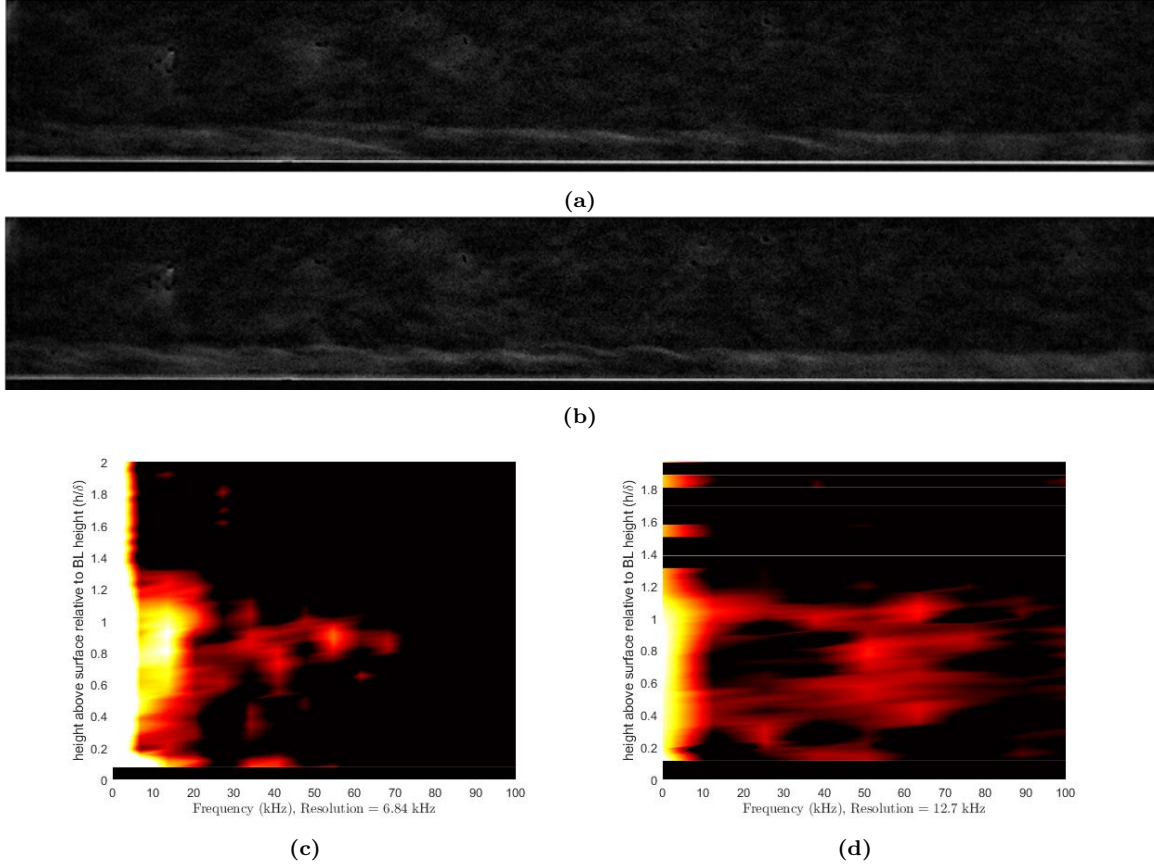 (a)
(b)
height above surface relative to BL height (h/δ)
2
1.8
1.6
1.4
1.2
1
0.8
0.6
0.4
0.2
0
0 10 20 30 40 50 60 70 80 90 100
Frequency (kHz), Resolution = 6.84 kHz
(c)
height above surface relative to BL height (h/δ)
1.8
1.6
1.4
1.2
1
0.8
0.6
0.4
0.2
0
0 10 20 30 40 50 60 70 80 90 100
Frequency (kHz), Resolution = 12.7 kHz
(d)